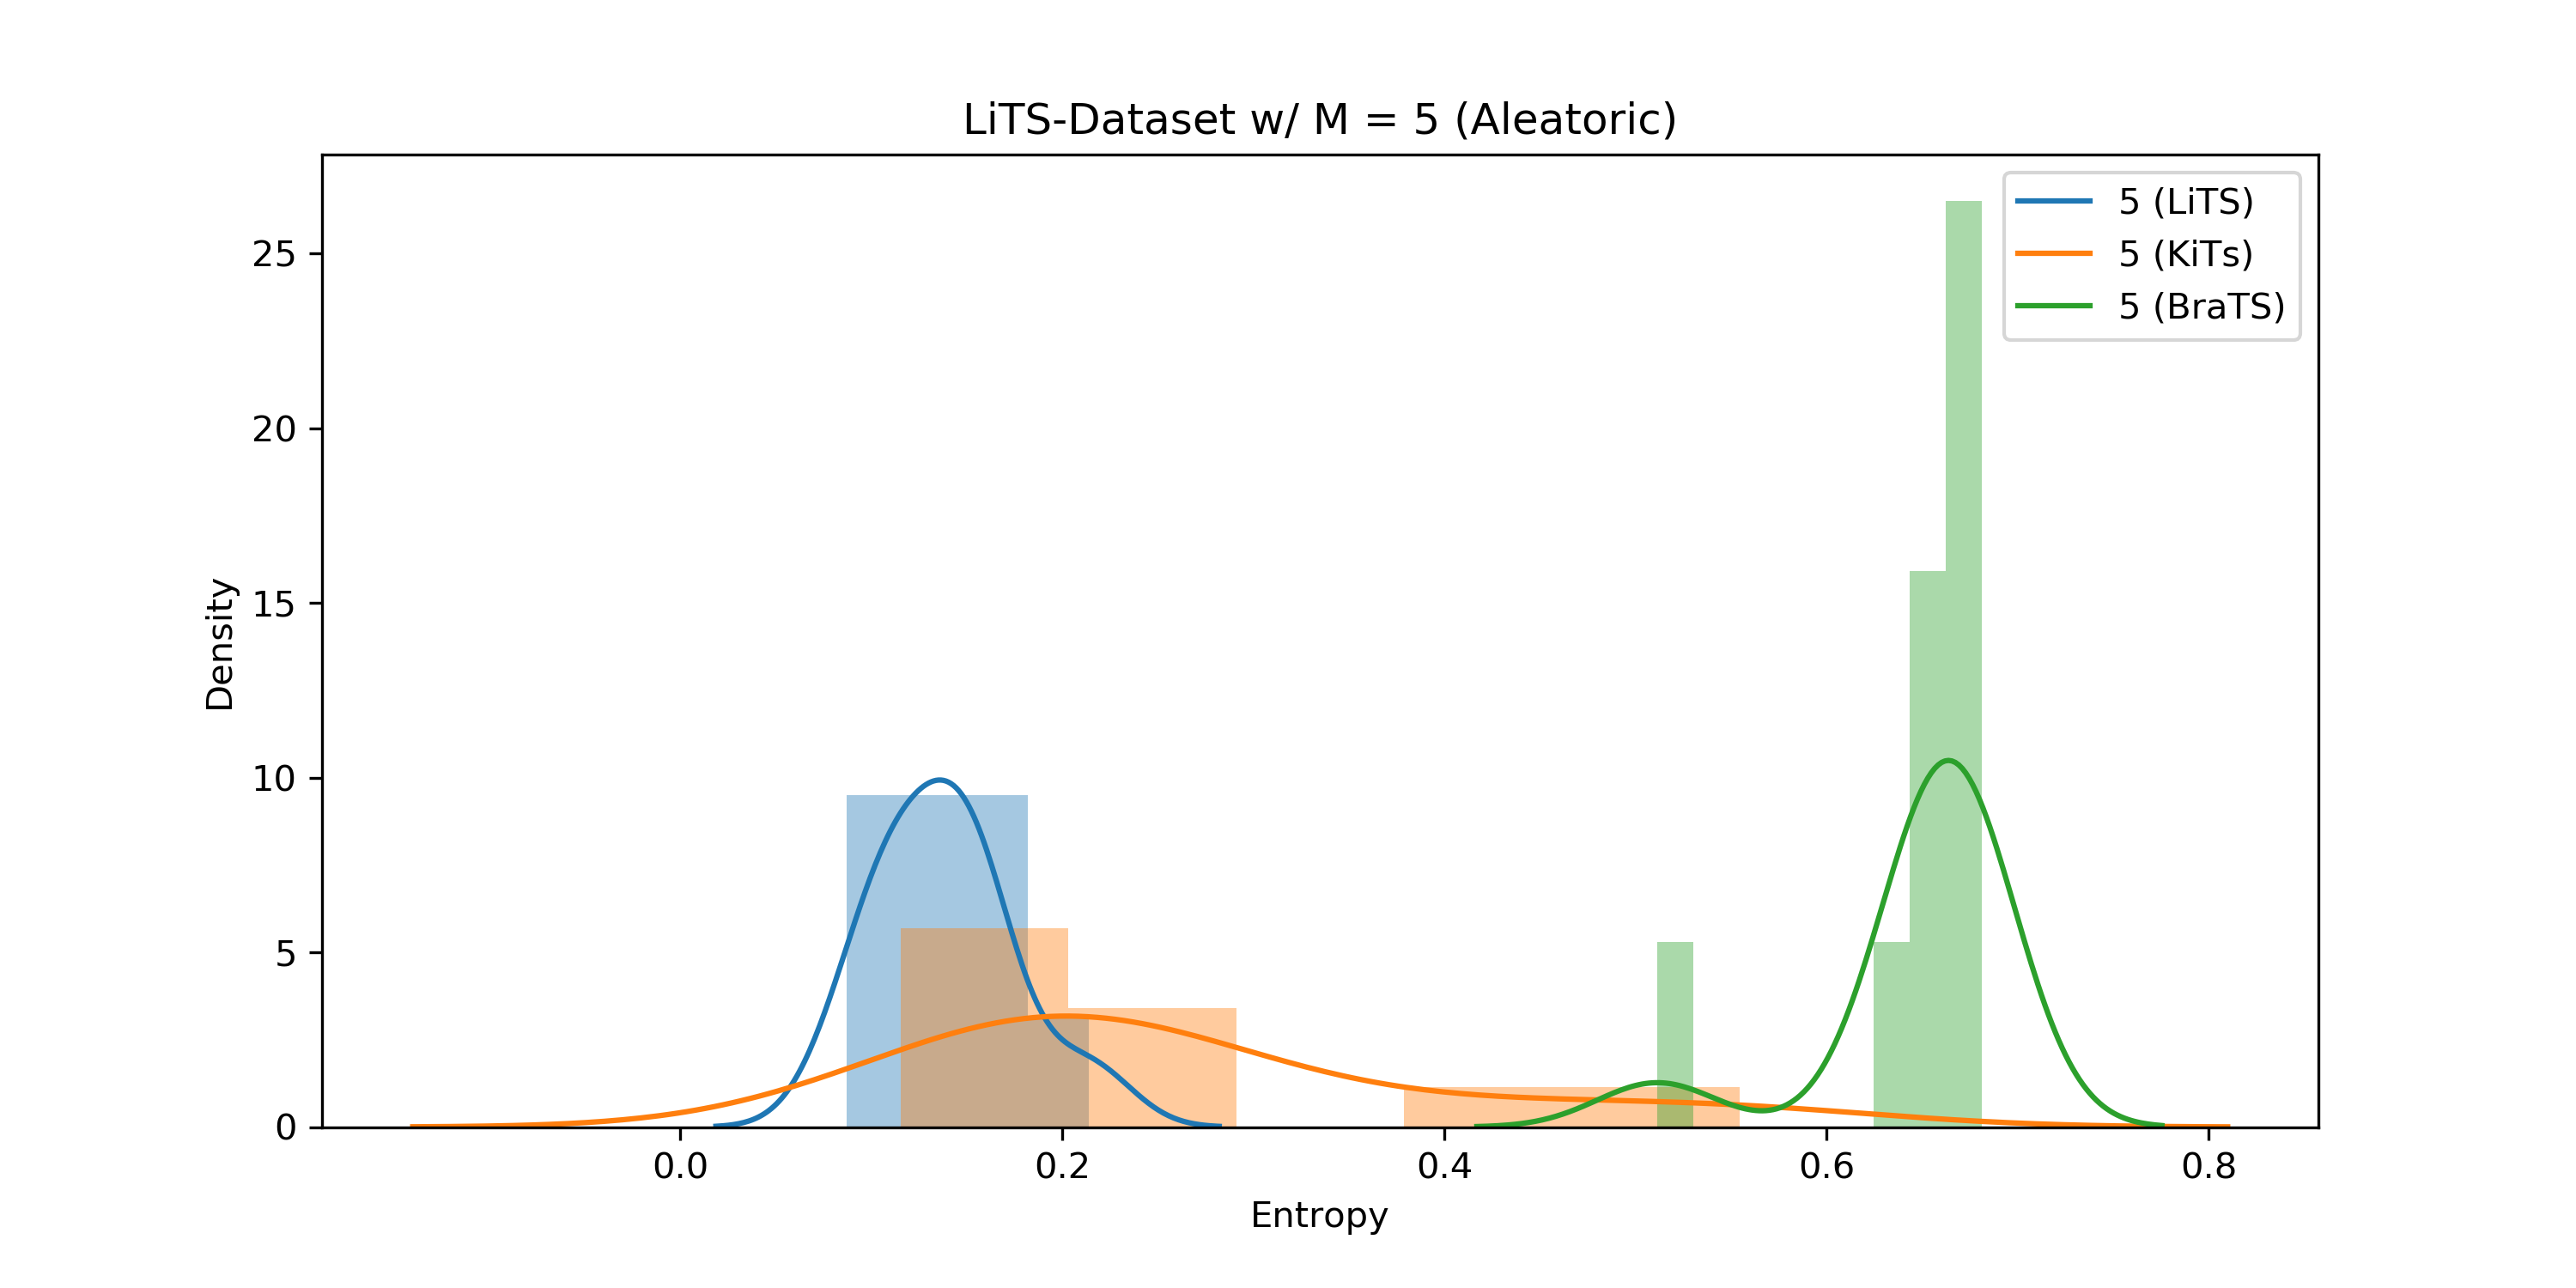 LiTS-Dataset w/ M = 5 (Aleatoric)
5 (LiTS)
5 (KiTs)
5 (BraTS)
25
20
15
10
5
0
Density
0.0 0.2 0.4 0.6 0.8
Entropy